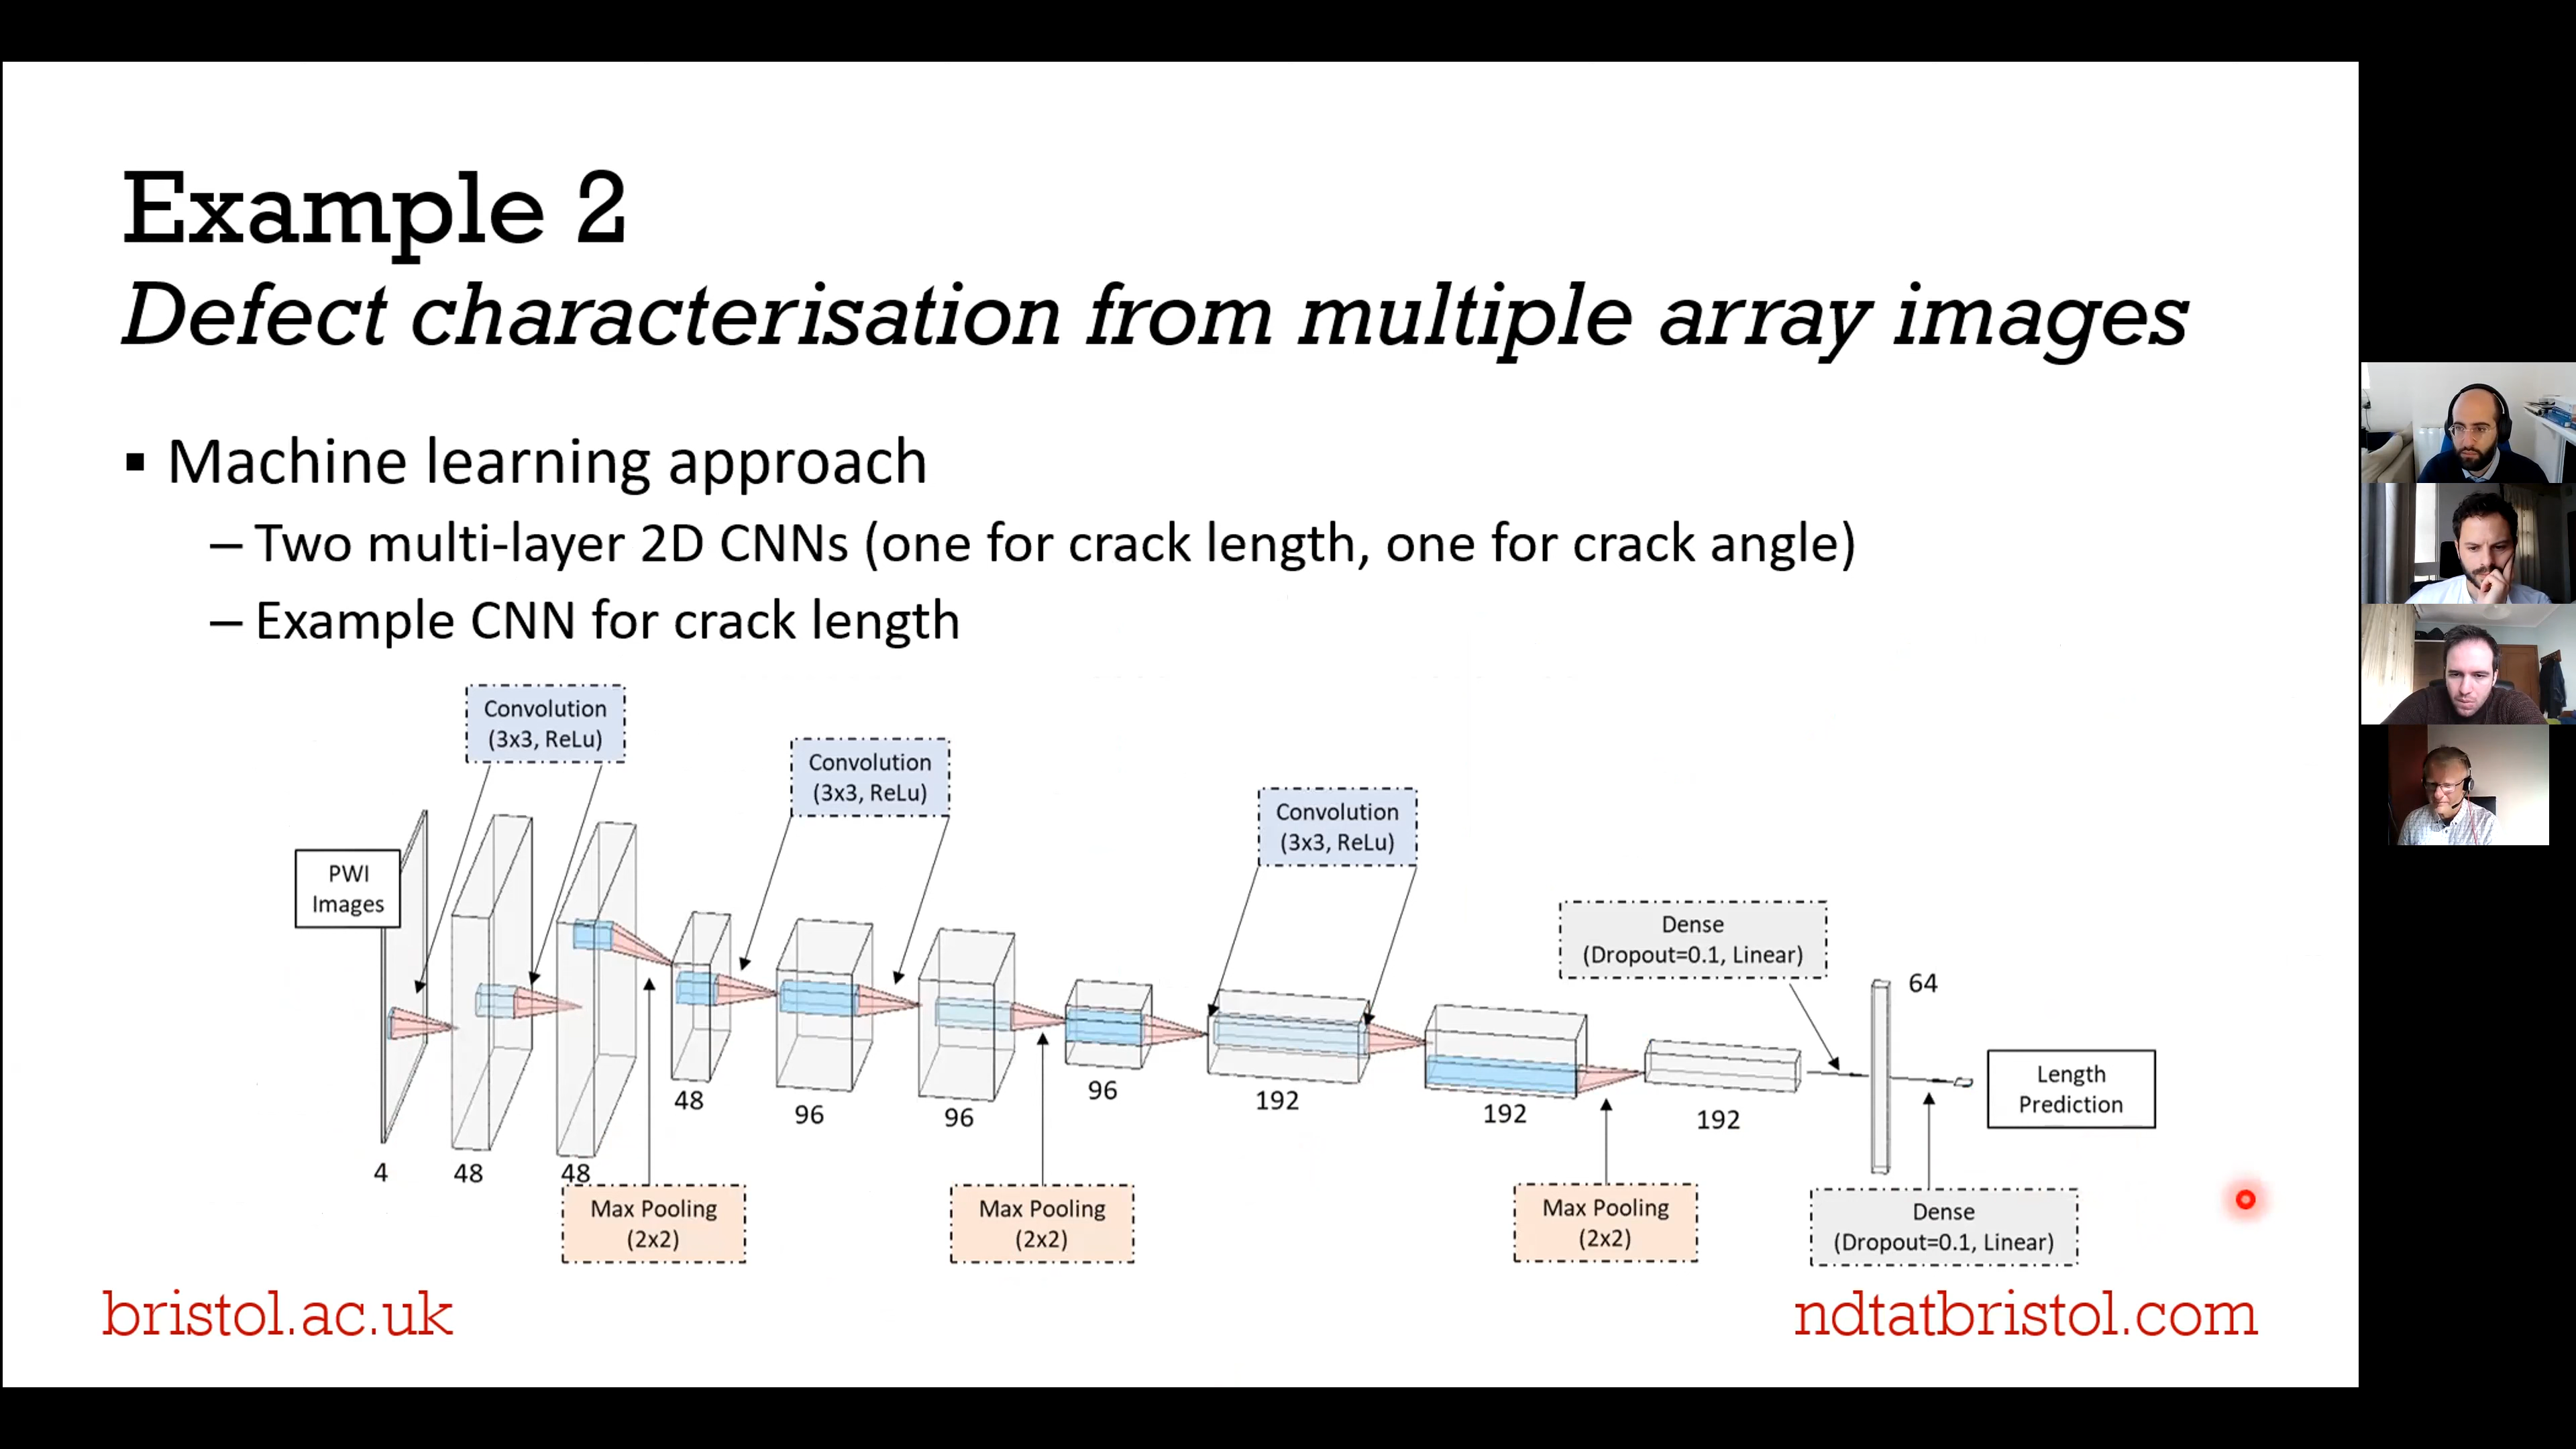 Example 2
Defect characterisation from multiple array images
▪ Machine learning approach
– Two multi-layer 2D CNNs (one for crack length, one for crack angle)
– Example CNN for crack length
Convolution
(3x3, ReLu)
Convolution
(3x3, ReLu)
Convolution
(3x3, ReLu)
PWI
Images
Dense
(Dropout=0.1, Linear)
64
Length
Prediction
4
48
48
48
96
96
96
192
192
192
Max Pooling
(2x2)
Max Pooling
(2x2)
Max Pooling
(2x2)
Dense
(Dropout=0.1, Linear)
bristol.ac.uk
ndtatbristol.com